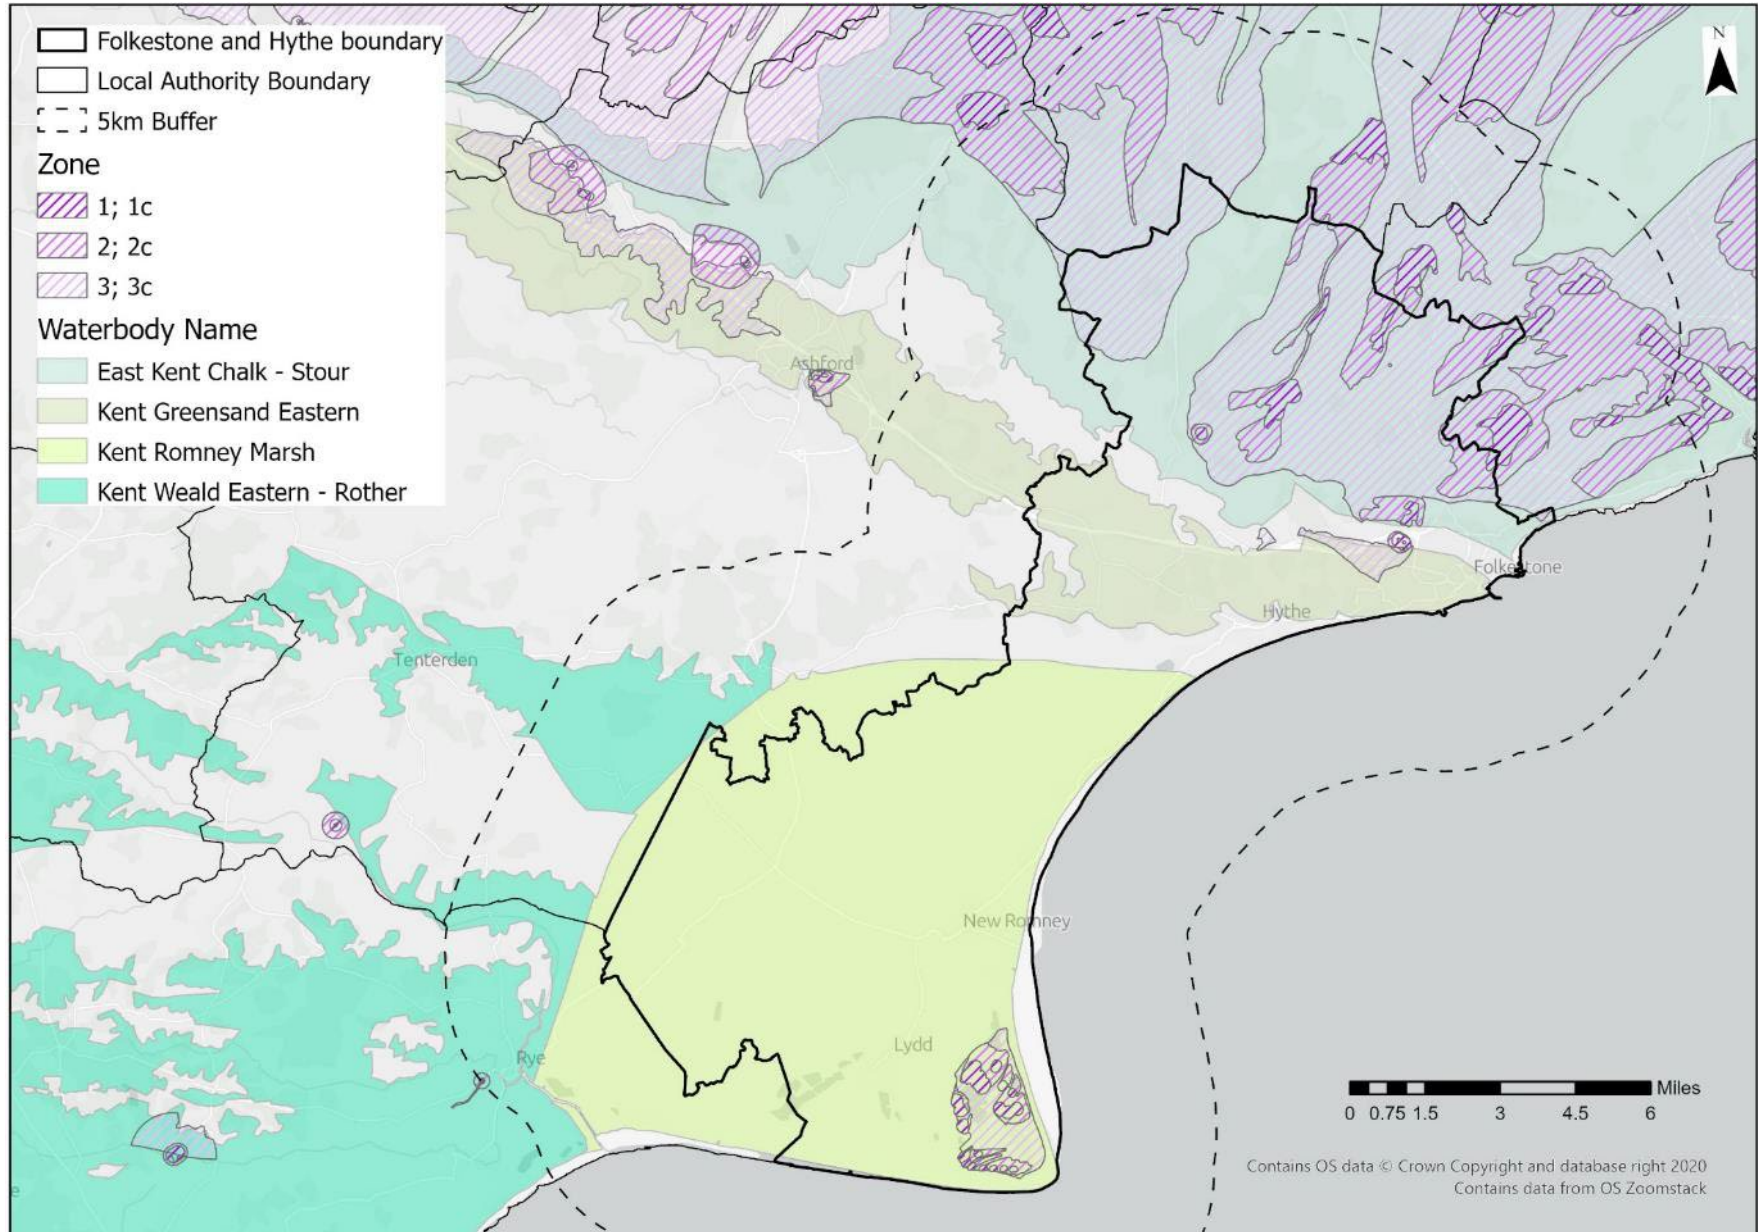 Folkestone and Hythe boundary
Local Authority Boundary
5km Buffer
Zone
1; 1c
2; 2c
3; 3c
Waterbody Name
East Kent Chalk - Stour
Kent Greensand Eastern
Kent Romney Marsh
Kent Weald Eastern - Rother
N
Ashford
Folkestone
Hythe
Tenterden
New Romney
Lydd
Rye
Miles
0 0.75 1.5 3 4.5 6
Contains OS data © Crown Copyright and database right 2020
Contains data from OS Zoomstack